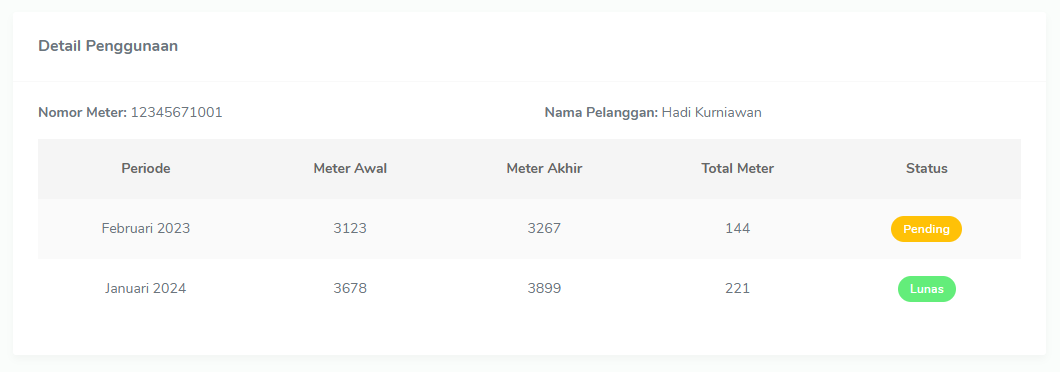 Detail Penggunaan
Nomor Meter: 12345671001 Nama Pelanggan: Hadi Kurniawan
Periode Meter Awal Meter Akhir Total Meter Status
Februari 2023 3123 3267 144 Pending
Januari 2024 3678 3899 221 Lunas